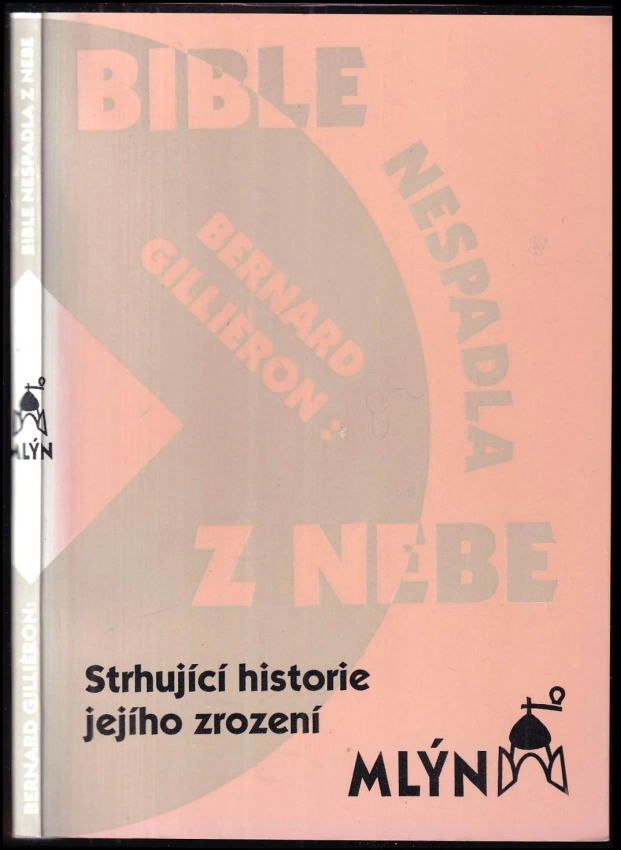 BIBLE
NESPADLA
BERNARD
GILLIÈRON:
Z NEBE
Strhující historie
jejího zrození
MLÝN
BIBLE NESPADLA Z NEBE
MLÝN
BERNARD GILLIÈRON: